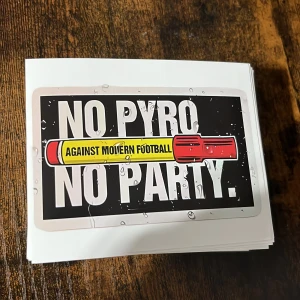 NO PYRO
AGAINST MODERN FOOTBALL
NO PARTY.